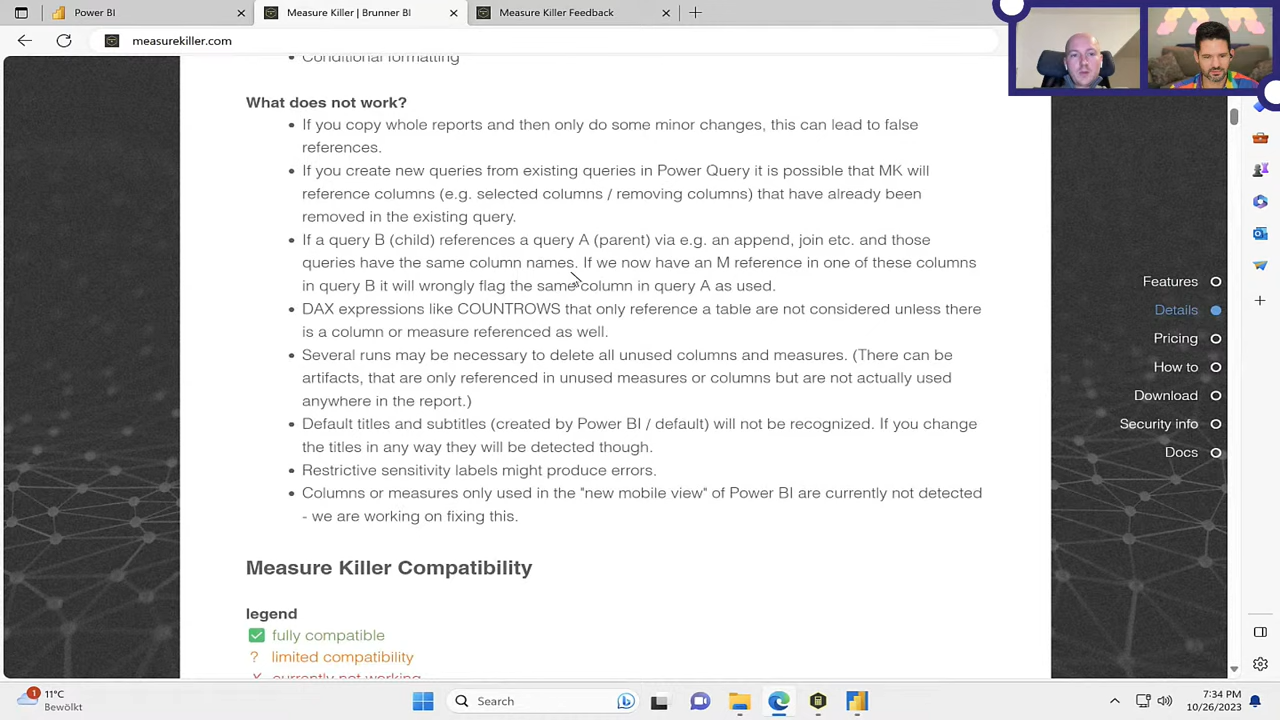 Power BI
Measure Killer | Brunner BI
Measure Killer Feedback
measurekiller.com
Conditional formatting
What does not work?
If you copy whole reports and then only do some minor changes, this can lead to false
references.
If you create new queries from existing queries in Power Query it is possible that MK will
reference columns (e.g. selected columns / removing columns) that have already been
removed in the existing query.
If a query B (child) references a query A (parent) via e.g. an append, join etc. and those
queries have the same column names. If we now have an M reference in one of these columns
in query B it will wrongly flag the same column in query A as used.
DAX expressions like COUNTROWS that only reference a table are not considered unless there
is a column or measure referenced as well.
Several runs may be necessary to delete all unused columns and measures. (There can be
artifacts, that are only referenced in unused measures or columns but are not actually used
anywhere in the report.)
Default titles and subtitles (created by Power BI / default) will not be recognized. If you change
the titles in any way they will be detected though.
Restrictive sensitivity labels might produce errors.
Columns or measures only used in the "new mobile view" of Power BI are currently not detected
- we are working on fixing this.
Measure Killer Compatibility
legend
✅ fully compatible
? limited compatibility
X currently not working
Features
Details
Pricing
How to
Download
Security info
Docs
1
11°C
Bewölkt
Search
7:34 PM
10/26/2023